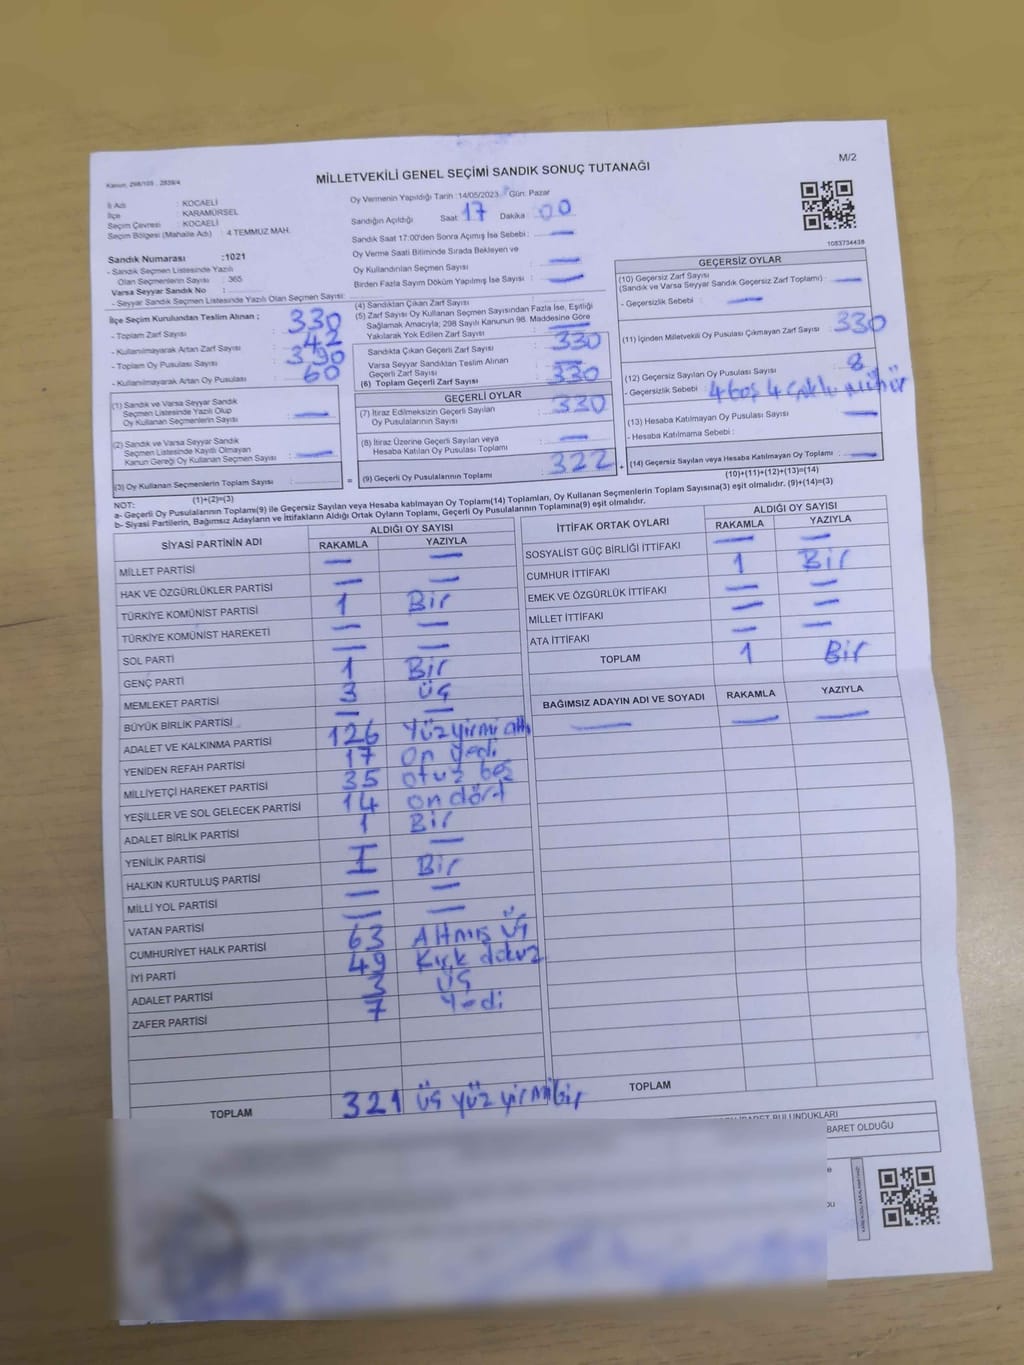 Kanun; 298/105 , 2839/4
MİLLETVEKİLİ GENEL SEÇİMİ SANDIK SONUÇ TUTANAĞI
M/2
İl Adı : KOCAELİ
İlçe : KARAMÜRSEL
Seçim Çevresi : KOCAELİ
Seçim Bölgesi (Mahalle Adı) : 4 TEMMUZ MAH.
Sandık Numarası :1021
- Sandık Seçmen Listesinde Yazılı
Olan Seçmenlerin Sayısı : 365
Varsa Seyyar Sandık No :
- Seyyar Sandık Seçmen Listesinde Yazılı Olan Seçmen Sayısı:
Oy Vermenin Yapıldığı Tarih :14/05/2023 Gün: Pazar
Sandığın Açıldığı Saat 17 Dakika : 00
Sandık Saat 17:00'den Sonra Açımış İse Sebebi : —
Oy Verme Saati Bitiminde Sırada Bekleyen ve
Oy Kullandırılan Seçmen Sayısı : —
Birden Fazla Sayım Döküm Yapılmış İse Sayısı : —
1083734438
İlçe Seçim Kurulundan Teslim Alınan ;
- Toplam Zarf Sayısı : 330
- Kullanılmayarak Artan Zarf Sayısı : 42
- Toplam Oy Pusulası Sayısı : 390
- Kullanılmayarak Artan Oy Pusulası : 60
(1) Sandık ve Varsa Seyyar Sandık
Seçmen Listesinde Yazılı Olup
Oy Kullanan Seçmenlerin Sayısı : —
(2) Sandık ve Varsa Seyyar Sandık
Seçmen Listesinde Kayıtlı Olmayan
Kanun Gereği Oy Kullanan Seçmen Sayısı : —
(3) Oy Kullanan Seçmenlerin Toplam Sayısı :
(1)+(2)=(3)
(4) Sandıktan Çıkan Zarf Sayısı
(5) Zarf Sayısı Oy Kullanan Seçmen Sayısından Fazla İse, Eşitliği
Sağlamak Amacıyla; 298 Sayılı Kanunun 98. Maddesine Göre
Yakılarak Yok Edilen Zarf Sayısı : —
Sandıkta Çıkan Geçerli Zarf Sayısı : 330
Varsa Seyyar Sandıktan Teslim Alınan
Geçerli Zarf Sayısı : —
(6) Toplam Geçerli Zarf Sayısı : 330
GEÇERLİ OYLAR
(7) İtiraz Edilmeksizin Geçerli Sayılan
Oy Pusulalarının Sayısı : 330
(8) İtiraz Üzerine Geçerli Sayılan veya
Hesaba Katılan Oy Pusulası Toplamı : —
= (9) Geçerli Oy Pusulalarının Toplamı : 322 +
GEÇERSİZ OYLAR
(10) Geçersiz Zarf Sayısı
(Sandık ve Varsa Seyyar Sandık Geçersiz Zarf Toplamı) : —
- Geçersizlik Sebebi : —
(11) İçinden Milletvekili Oy Pusulası Çıkmayan Zarf Sayısı : 330
(12) Geçersiz Sayılan Oy Pusulası Sayısı : 8
- Geçersizlik Sebebi : 4 boş 4 çoklu mühür
(13) Hesaba Katılmayan Oy Pusulası Sayısı : —
- Hesaba Katılmama Sebebi :
(14) Geçersiz Sayılan veya Hesaba Katılmayan Oy Toplamı : —
(10)+(11)+(12)+(13)=(14)
NOT:
a- Geçerli Oy Pusulalarının Toplamı(9) ile Geçersiz Sayılan veya Hesaba katılmayan Oy Toplam(14) Toplamları, Oy Kullanan Seçmenlerin Toplam Sayısına(3) eşit olmalıdır. (9)+(14)=(3)
b- Siyasi Partilerin, Bağımsız Adayların ve İttifakların Aldığı Ortak Oyların Toplamı, Geçerli Oy Pusulalarının Toplamına(9) eşit olmalıdır.
SİYASİ PARTİNİN ADI ALDIĞI OY SAYISI
RAKAMLA YAZIYLA
MİLLET PARTİSİ — —
HAK VE ÖZGÜRLÜKLER PARTİSİ — —
TÜRKİYE KOMÜNİST PARTİSİ 1 Bir
TÜRKİYE KOMÜNİST HAREKETİ — —
SOL PARTİ — —
GENÇ PARTİ 1 Bir
MEMLEKET PARTİSİ 3 üç
BÜYÜK BİRLİK PARTİSİ — —
ADALET VE KALKINMA PARTİSİ 126 Yüz yirmi altı
YENİDEN REFAH PARTİSİ 17 on yedi
MİLLİYETÇİ HAREKET PARTİSİ 35 otuz beş
YEŞİLLER VE SOL GELECEK PARTİSİ 14 on dört
ADALET BİRLİK PARTİSİ 1 Bir
YENİLİK PARTİSİ — —
HALKIN KURTULUŞ PARTİSİ 1 Bir
MİLLİ YOL PARTİSİ — —
VATAN PARTİSİ — —
CUMHURİYET HALK PARTİSİ 63 Altmış üç
İYİ PARTİ 49 Kırk dokuz
ADALET PARTİSİ 3 üç
ZAFER PARTİSİ 7 Yedi
TOPLAM 321 üç yüz yirmi bir
İTTİFAK ORTAK OYLARI ALDIĞI OY SAYISI
RAKAMLA YAZIYLA
SOSYALİST GÜÇ BİRLİĞİ İTTİFAKI — —
CUMHUR İTTİFAKI 1 Bir
EMEK VE ÖZGÜRLÜK İTTİFAKI — —
MİLLET İTTİFAKI — —
ATA İTTİFAKI — —
TOPLAM 1 Bir
BAĞIMSIZ ADAYIN ADI VE SOYADI RAKAMLA YAZIYLA
— — —
TOPLAM
BULUNDUKLARI
BARET OLDUĞU